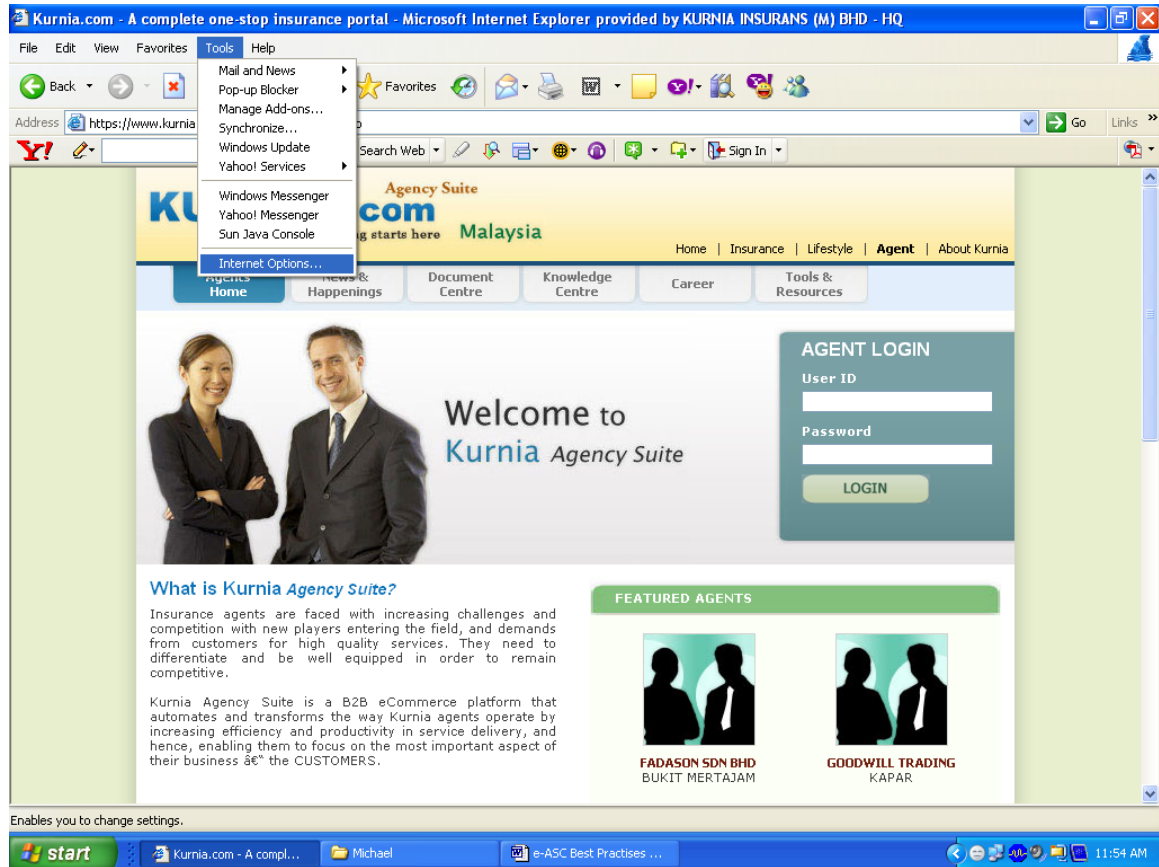 Kurnia.com - A complete one-stop insurance portal - Microsoft Internet Explorer provided by KURNIA INSURANS (M) BHD - HQ
File Edit View Favorites Tools Help
Back Favorites
Mail and News
Pop-up Blocker
Manage Add-ons...
Synchronize...
Windows Update
Yahoo! Services
Windows Messenger
Yahoo! Messenger
Sun Java Console
Internet Options...
Address https://www.kurnia Go Links »
Y! Search Web Sign In
Agency Suite
KU com
g starts here Malaysia
Home | Insurance | Lifestyle | Agent | About Kurnia
Agents Home
News & Happenings
Document Centre
Knowledge Centre
Career
Tools & Resources
Welcome to
Kurnia Agency Suite
AGENT LOGIN
User ID
Password
LOGIN
What is Kurnia Agency Suite?
Insurance agents are faced with increasing challenges and
competition with new players entering the field, and demands
from customers for high quality services. They need to
differentiate and be well equipped in order to remain
competitive.
Kurnia Agency Suite is a B2B eCommerce platform that
automates and transforms the way Kurnia agents operate by
increasing efficiency and productivity in service delivery, and
hence, enabling them to focus on the most important aspect of
their business â€“ the CUSTOMERS.
FEATURED AGENTS
FADASON SDN BHD
BUKIT MERTAJAM
GOODWILL TRADING
KAPAR
Enables you to change settings.
start Kurnia.com - A compl... Michael e-ASC Best Practises ... 11:54 AM